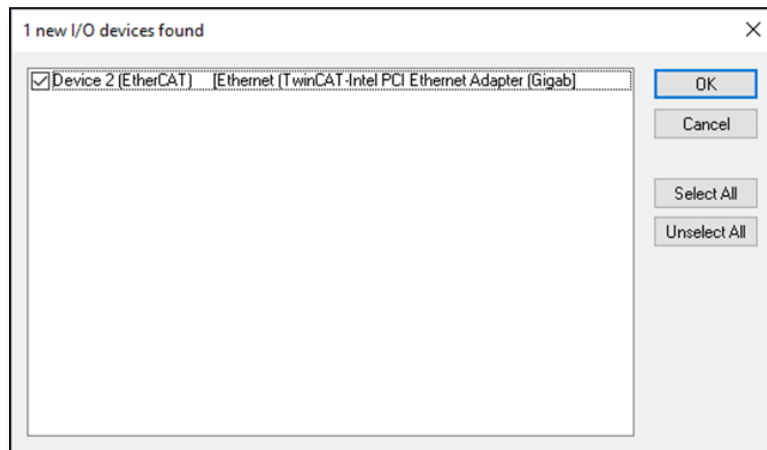 1 new I/O devices found
Device 2 (EtherCAT) [Ethernet (TwinCAT-Intel PCI Ethernet Adapter (Gigab]
OK
Cancel
Select All
Unselect All